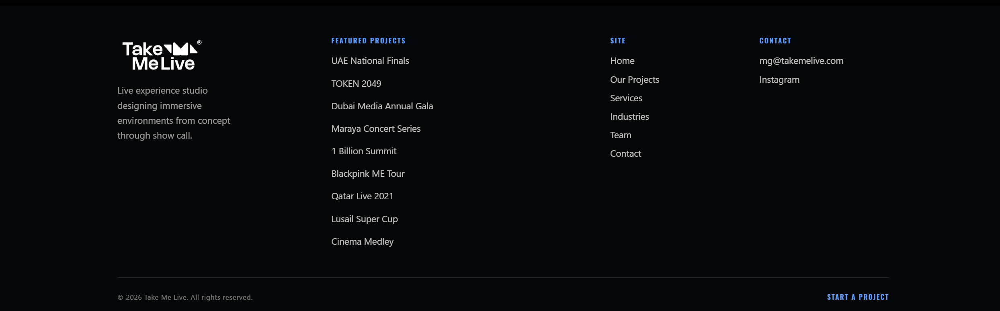 Take ®
Me Live
Live experience studio
designing immersive
environments from concept
through show call.
FEATURED PROJECTS
UAE National Finals
TOKEN 2049
Dubai Media Annual Gala
Maraya Concert Series
1 Billion Summit
Blackpink ME Tour
Qatar Live 2021
Lusail Super Cup
Cinema Medley
SITE
Home
Our Projects
Services
Industries
Team
Contact
CONTACT
mg@takemelive.com
Instagram
© 2026 Take Me Live. All rights reserved.
START A PROJECT